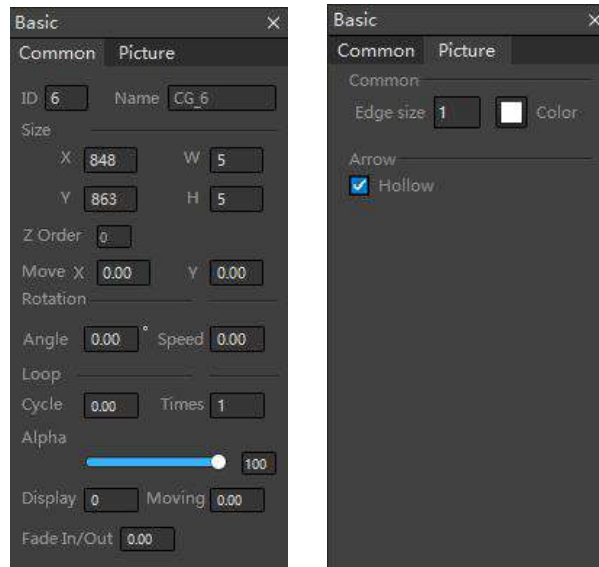 Basic ×
Common Picture
ID 6 Name CG_6
Size
X 848 W 5
Y 863 H 5
Z Order 0
Move X 0.00 Y 0.00
Rotation
Angle 0.00 ° Speed 0.00
Loop
Cycle 0.00 Times 1
Alpha
100
Display 0 Moving 0.00
Fade In/Out 0.00
Basic ×
Common Picture
Common
Edge size 1 Color
Arrow
Hollow